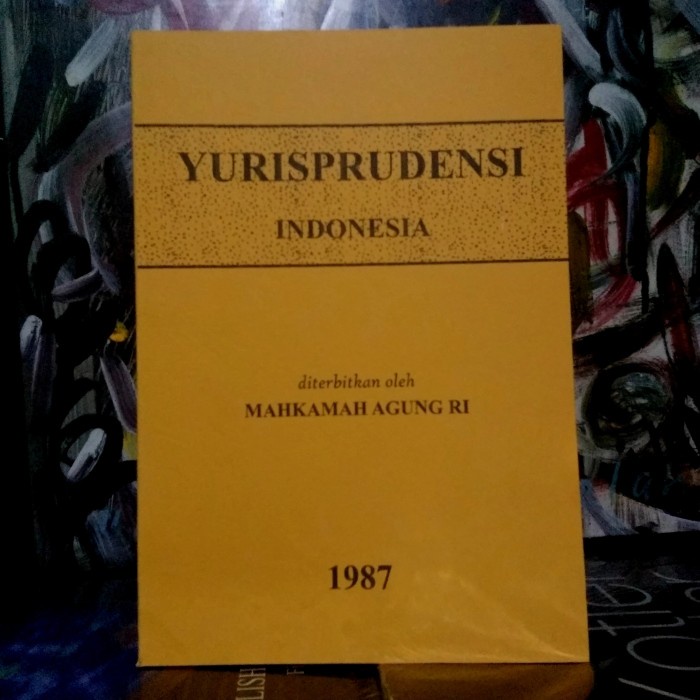 YURISPRUDENSI
INDONESIA
diterbitkan oleh
MAHKAMAH AGUNG RI
1987